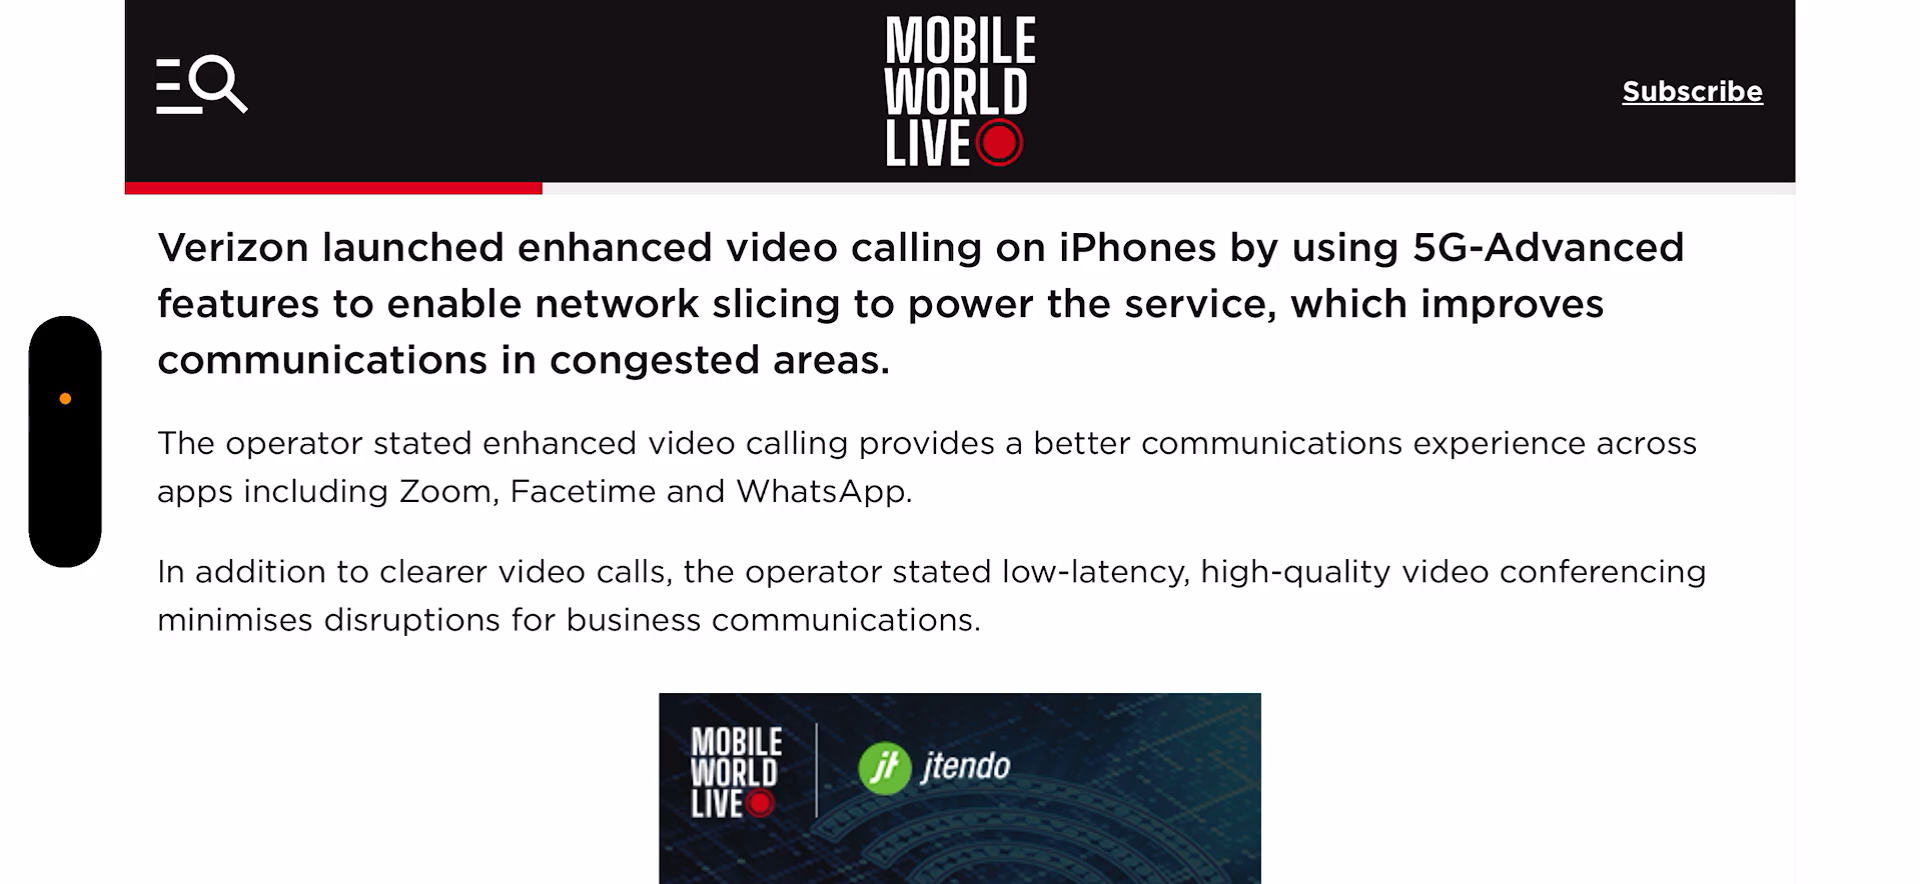 MOBILE
WORLD
LIVE
Subscribe
Verizon launched enhanced video calling on iPhones by using 5G-Advanced
features to enable network slicing to power the service, which improves
communications in congested areas.
The operator stated enhanced video calling provides a better communications experience across
apps including Zoom, Facetime and WhatsApp.
In addition to clearer video calls, the operator stated low-latency, high-quality video conferencing
minimises disruptions for business communications.
MOBILE
WORLD
LIVE
jt jtendo